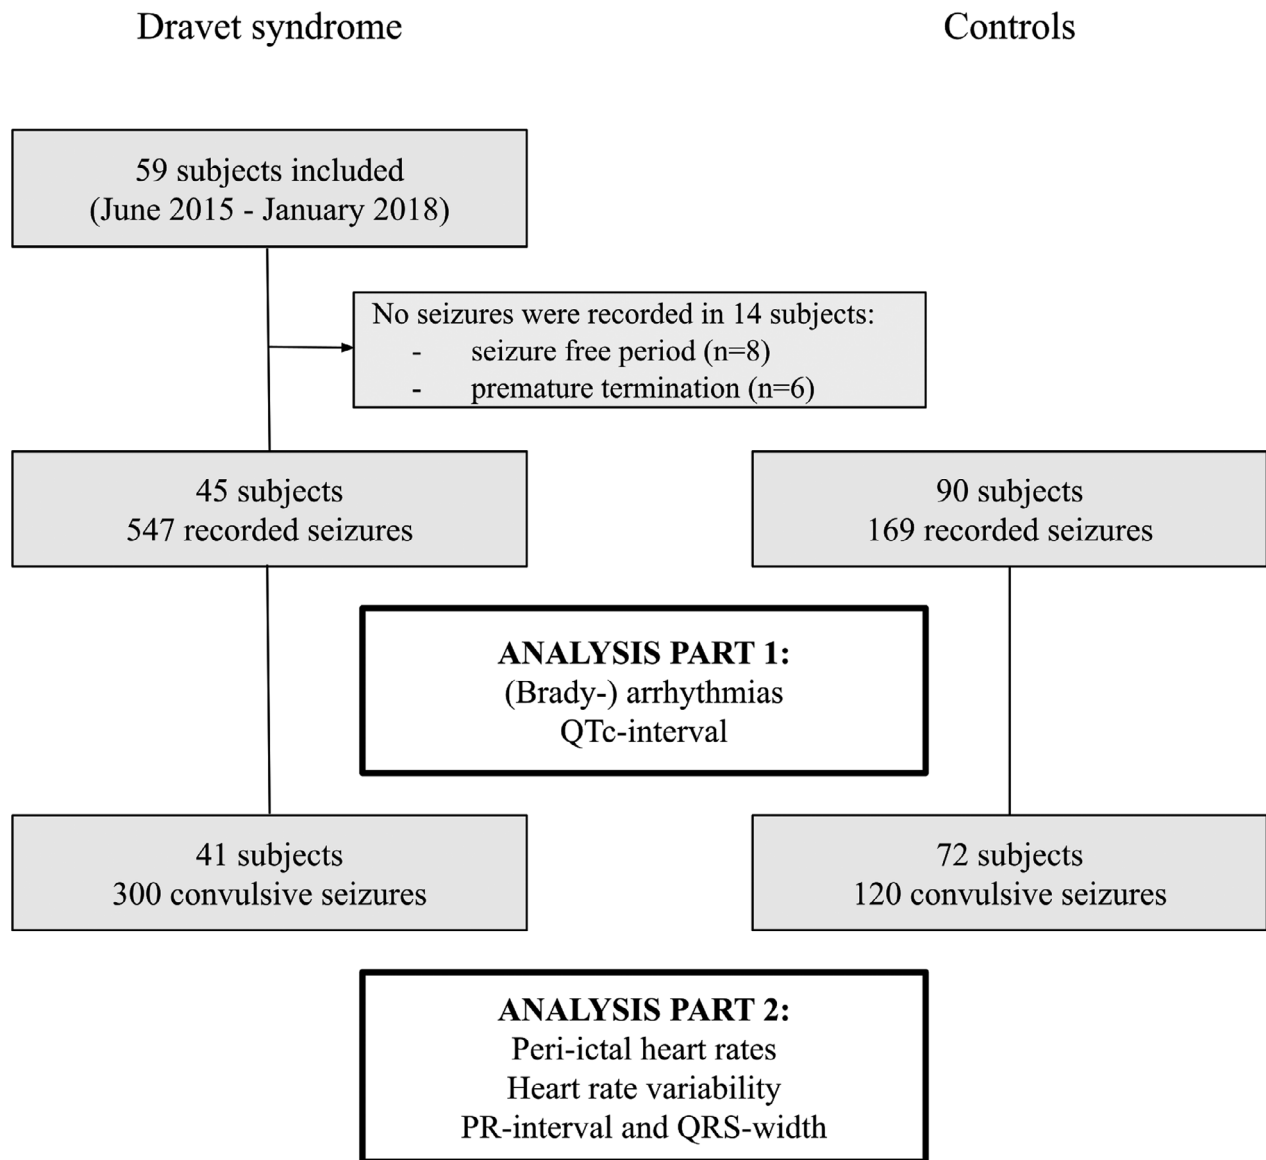 Dravet syndrome
Controls
59 subjects included
(June 2015 - January 2018)
No seizures were recorded in 14 subjects:
- seizure free period (n=8)
- premature termination (n=6)
45 subjects
547 recorded seizures
90 subjects
169 recorded seizures
ANALYSIS PART 1:
(Brady-) arrhythmias
QTc-interval
41 subjects
300 convulsive seizures
72 subjects
120 convulsive seizures
ANALYSIS PART 2:
Peri-ictal heart rates
Heart rate variability
PR-interval and QRS-width